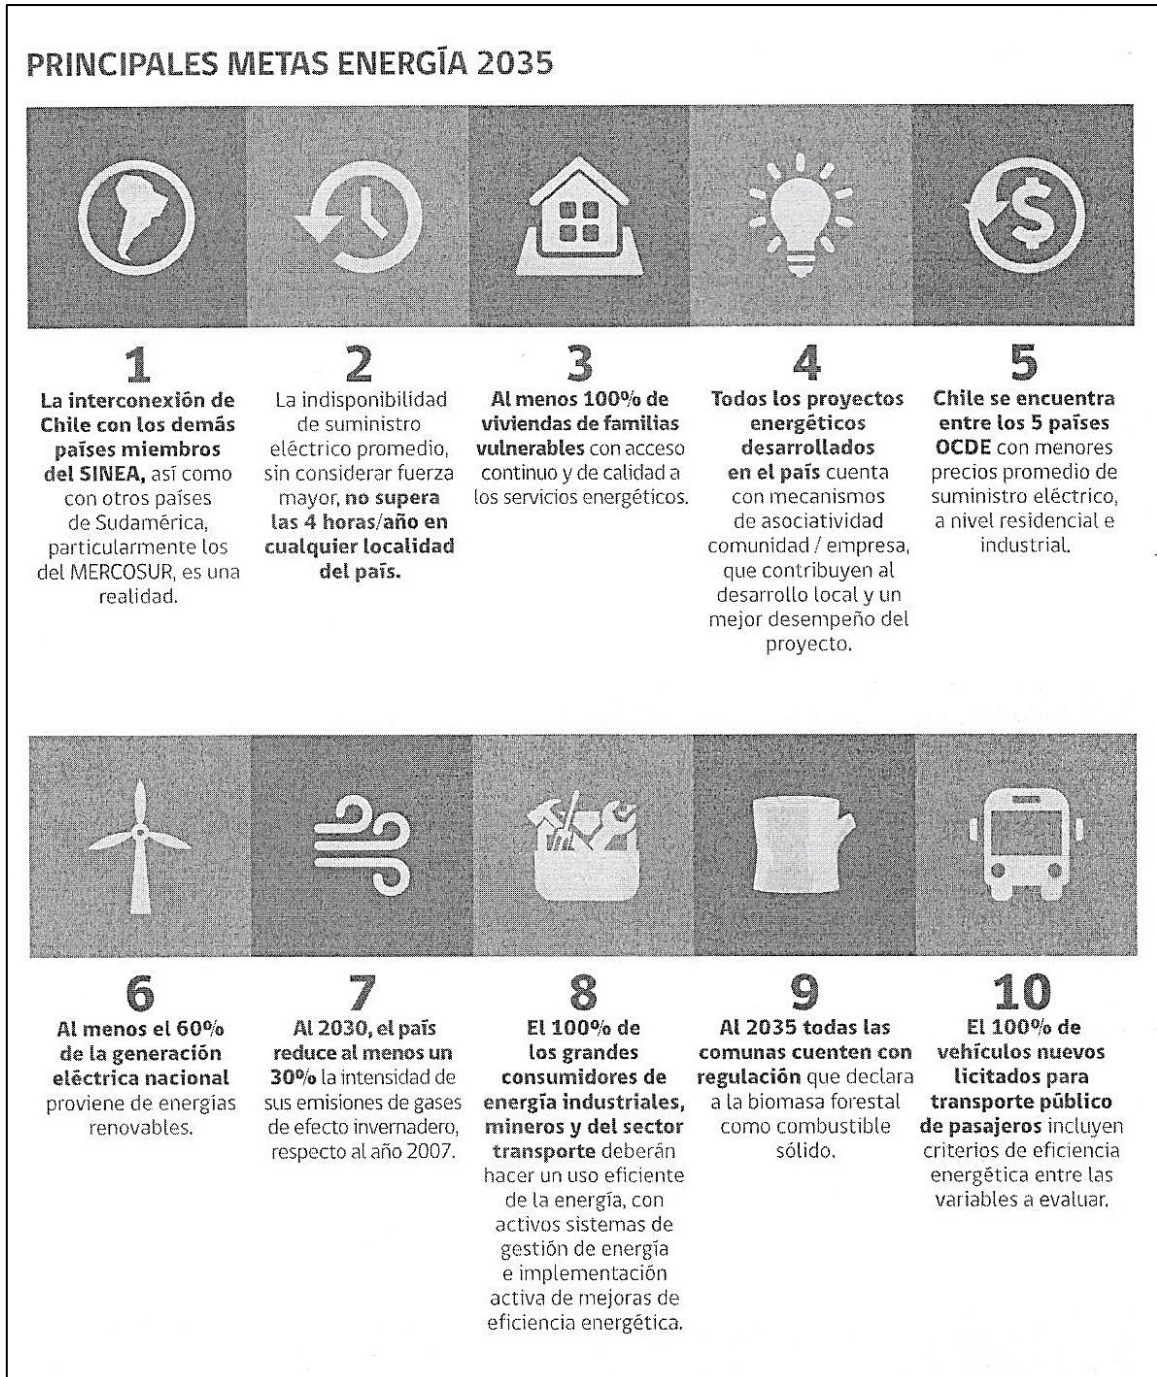 PRINCIPALES METAS ENERGÍA 2035
1
La interconexión de
Chile con los demás
países miembros
del SINEA, así como
con otros países
de Sudamérica,
particularmente los
del MERCOSUR, es una
realidad.
2
La indisponibilidad
de suministro
eléctrico promedio,
sin considerar fuerza
mayor, no supera
las 4 horas/año en
cualquier localidad
del país.
3
Al menos 100% de
viviendas de familias
vulnerables con acceso
continuo y de calidad a
los servicios energéticos.
4
Todos los proyectos
energéticos
desarrollados
en el país cuenta
con mecanismos
de asociatividad
comunidad / empresa,
que contribuyen al
desarrollo local y un
mejor desempeño del
proyecto.
5
Chile se encuentra
entre los 5 países
OCDE con menores
precios promedio de
suministro eléctrico,
a nivel residencial e
industrial.
6
Al menos el 60%
de la generación
eléctrica nacional
proviene de energías
renovables.
7
Al 2030, el país
reduce al menos un
30% la intensidad de
sus emisiones de gases
de efecto invernadero,
respecto al año 2007.
8
El 100% de
los grandes
consumidores de
energía industriales,
mineros y del sector
transporte deberán
hacer un uso eficiente
de la energía, con
activos sistemas de
gestión de energía
e implementación
activa de mejoras de
eficiencia energética.
9
Al 2035 todas las
comunas cuenten con
regulación que declara
a la biomasa forestal
como combustible
sólido.
10
El 100% de
vehículos nuevos
licitados para
transporte público
de pasajeros incluyen
criterios de eficiencia
energética entre las
variables a evaluar.